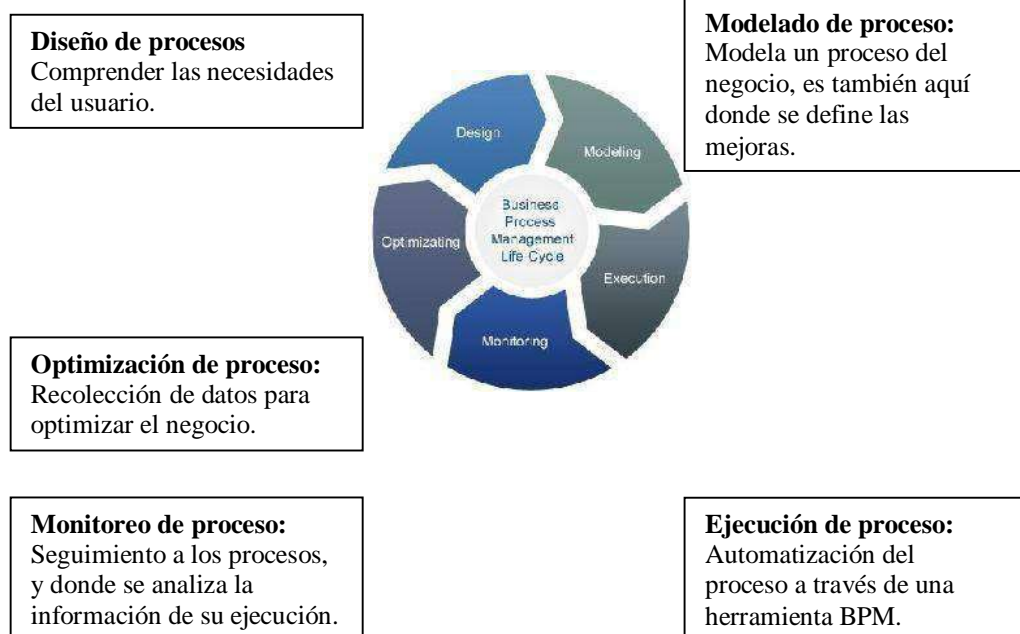 Diseño de procesos
Comprender las necesidades
del usuario.
Modelado de proceso:
Modela un proceso del
negocio, es también aquí
donde se define las
mejoras.
Design
Modeling
Business
Process
Management
Life Cycle
Optimizating
Execution
Monitoring
Optimización de proceso:
Recolección de datos para
optimizar el negocio.
Monitoreo de proceso:
Seguimiento a los procesos,
y donde se analiza la
información de su ejecución.
Ejecución de proceso:
Automatización del
proceso a través de una
herramienta BPM.